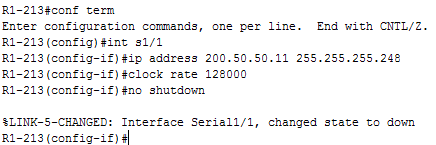 R1-213#conf term
Enter configuration commands, one per line.  End with CNTL/Z.
R1-213(config)#int s1/1
R1-213(config-if)#ip address 200.50.50.11 255.255.255.248
R1-213(config-if)#clock rate 128000
R1-213(config-if)#no shutdown
%LINK-5-CHANGED: Interface Serial1/1, changed state to down
R1-213(config-if)#